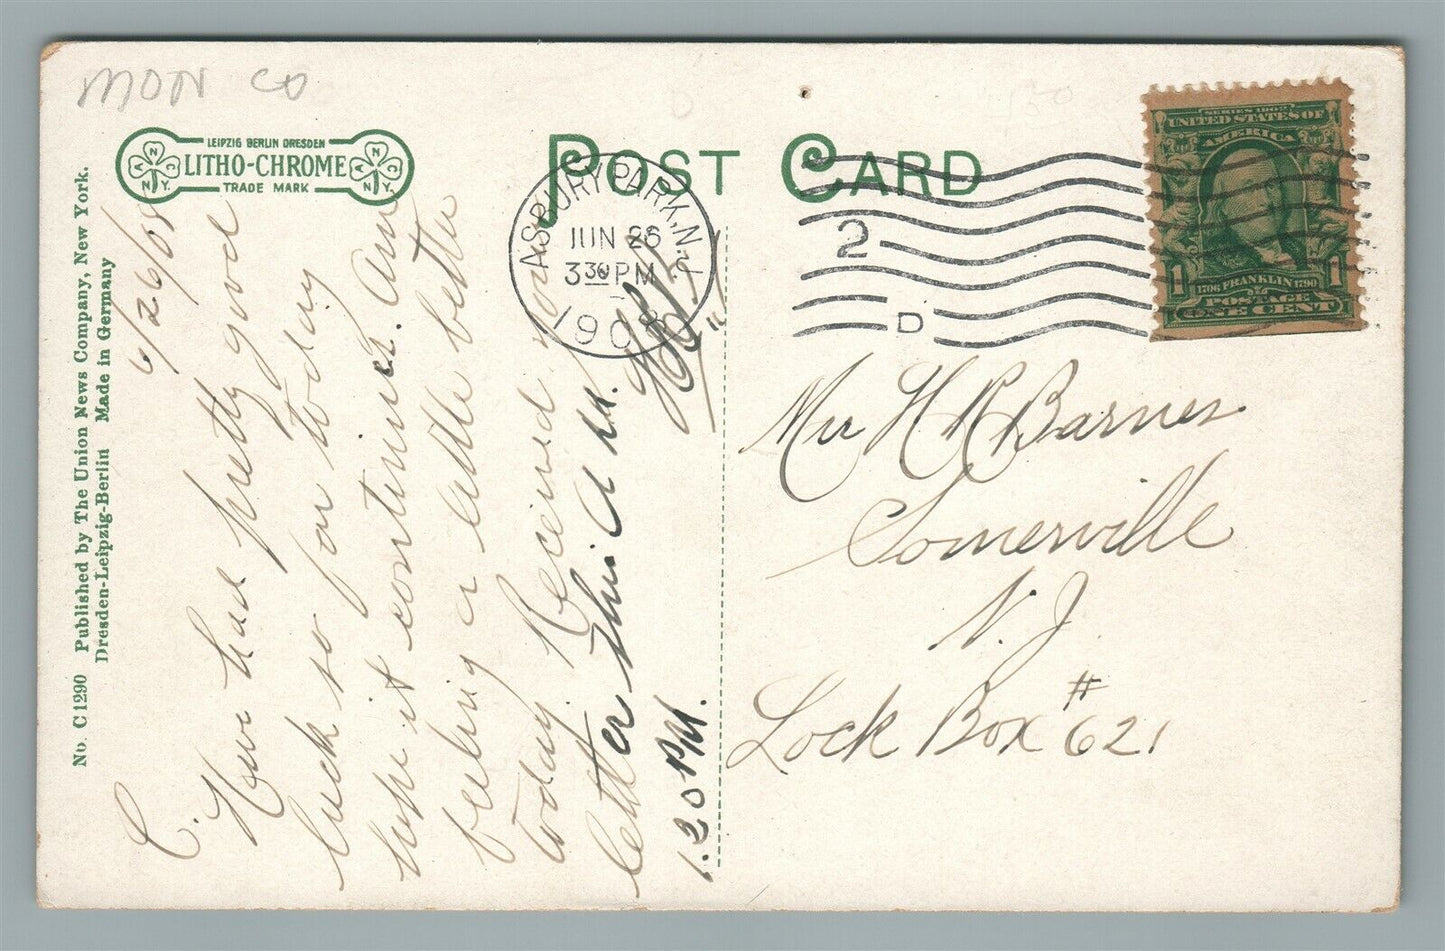 MON CO
LEIPZIG BERLIN DRESDEN
LITHO-CHROME
TRADE MARK
A N C N.Y.
A N C N.Y.
POST CARD
ASBURY PARK, N.J.
JUN 26
3 30 PM
1908
2
D
SERIES 1902
UNITED STATES OF
AMERICA
1 1
1706 FRANKLIN 1790
POSTAGE
ONE CENT
No. C 1290 Published by The Union News Company, New York.
Dresden-Leipzig-Berlin Made in Germany
6/26/08
C.
Have had pretty good
luck so far today
hope it continues. Am
feeling a little better
today. Received your
letter this A.M.
1.20 P.M.
Mrs H R Barnes
Somerville
N.J.
Lock Box #621